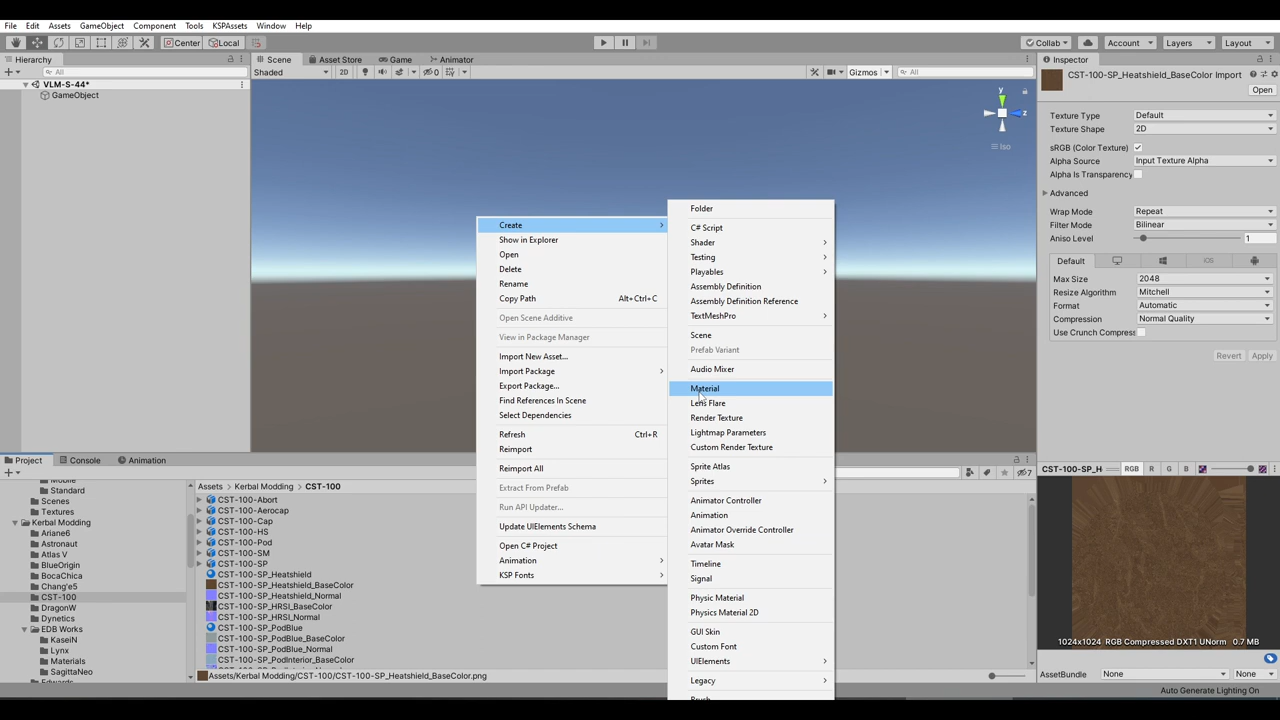 File Edit Assets GameObject Component Tools KSPAssets Window Help
Center Local
Collab Account Layers Layout
Hierarchy
All
VLM-S-44*
GameObject
Scene Asset Store Game Animator
Shaded 2D 0 Gizmos All
y
z
Iso
Inspector
CST-100-SP_Heatshield_BaseColor Import
Open
Texture Type Default
Texture Shape 2D
sRGB (Color Texture)
Alpha Source Input Texture Alpha
Alpha Is Transparency
Advanced
Wrap Mode Repeat
Filter Mode Bilinear
Aniso Level 1
Default iOS
Max Size 2048
Resize Algorithm Mitchell
Format Automatic
Compression Normal Quality
Use Crunch Compress
Revert Apply
Create
Show in Explorer
Open
Delete
Rename
Copy Path Alt+Ctrl+C
Open Scene Additive
View in Package Manager
Import New Asset...
Import Package
Export Package...
Find References In Scene
Select Dependencies
Refresh Ctrl+R
Reimport
Reimport All
Extract From Prefab
Run API Updater...
Update UIElements Schema
Open C# Project
Animation
KSP Fonts
Folder
C# Script
Shader
Testing
Playables
Assembly Definition
Assembly Definition Reference
TextMeshPro
Scene
Prefab Variant
Audio Mixer
Material
Lens Flare
Render Texture
Lightmap Parameters
Custom Render Texture
Sprite Atlas
Sprites
Animator Controller
Animation
Animator Override Controller
Avatar Mask
Timeline
Signal
Physic Material
Physics Material 2D
GUI Skin
Custom Font
UIElements
Legacy
Brush
Project Console Animation
7
Mobile
Standard
Scenes
Textures
Kerbal Modding
Ariane6
Astronaut
Atlas V
BlueOrigin
BocaChica
Chang'e5
CST-100
DragonW
Dynetics
EDB Works
KaseiN
Lynx
Materials
SagittaNeo
Edwards
Assets Kerbal Modding CST-100
CST-100-Abort
CST-100-Aerocap
CST-100-Cap
CST-100-HS
CST-100-Pod
CST-100-SM
CST-100-SP
CST-100-SP_Heatshield
CST-100-SP_Heatshield_BaseColor
CST-100-SP_Heatshield_Normal
CST-100-SP_HRSI_BaseColor
CST-100-SP_HRSI_Normal
CST-100-SP_PodBlue
CST-100-SP_PodBlue_BaseColor
CST-100-SP_PodBlue_Normal
CST-100-SP_PodInterior_BaseColor
Assets/Kerbal Modding/CST-100/CST-100-SP_Heatshield_BaseColor.png
CST-100-SP_H RGB R G B
1024x1024 RGB Compressed DXT1 UNorm 0.7 MB
AssetBundle None None
Auto Generate Lighting On